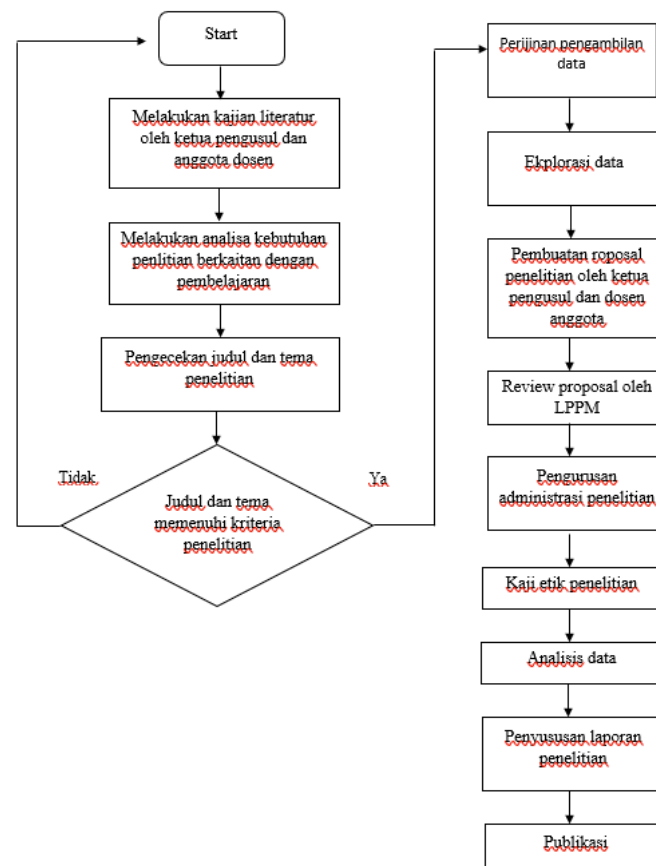 Start
Melakukan kajian literatur
oleh ketua pengusul dan
anggota dosen
Melakukan analisa kebutuhan
penlitian berkaitan dengan
pembelajaran
Pengecekan judul dan tema
penelitian
Tidak
Ya
Judul dan tema
memenuhi kriteria
penelitian
Perijinan pengambilan
data
Ekplorasi data
Pembuatan roposal
penelitian oleh ketua
pengusul dan dosen
anggota
Review proposal oleh
LPPM
Pengurusan
administrasi penelitian
Kaji etik penelitian
Analisis data
Penyususan laporan
penelitian
Publikasi